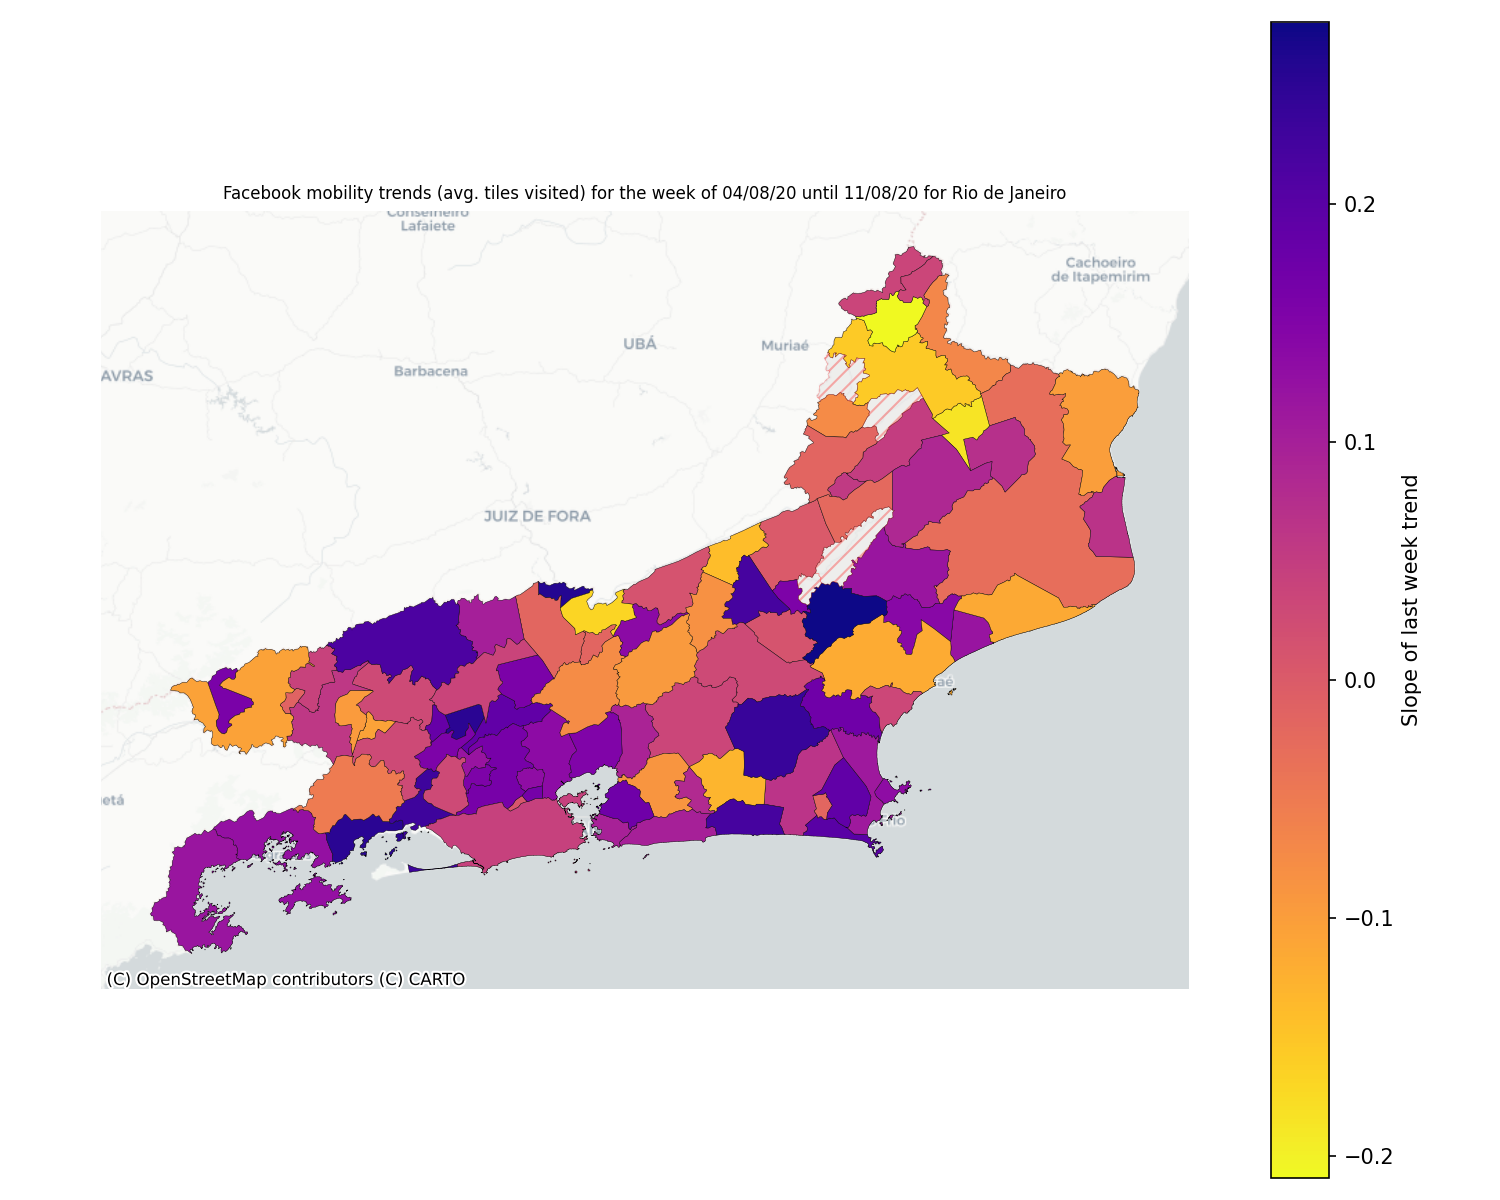 Facebook mobility trends (avg. tiles visited) for the week of 04/08/20 until 11/08/20 for Rio de Janeiro
Conselheiro
Lafaiete
Cachoeiro
de Itapemirim
UBÁ
Muriaé
AVRAS
Barbacena
JUIZ DE FORA
aé
etá
(C) OpenStreetMap contributors (C) CARTO
0.2
0.1
0.0
−0.1
−0.2
Slope of last week trend